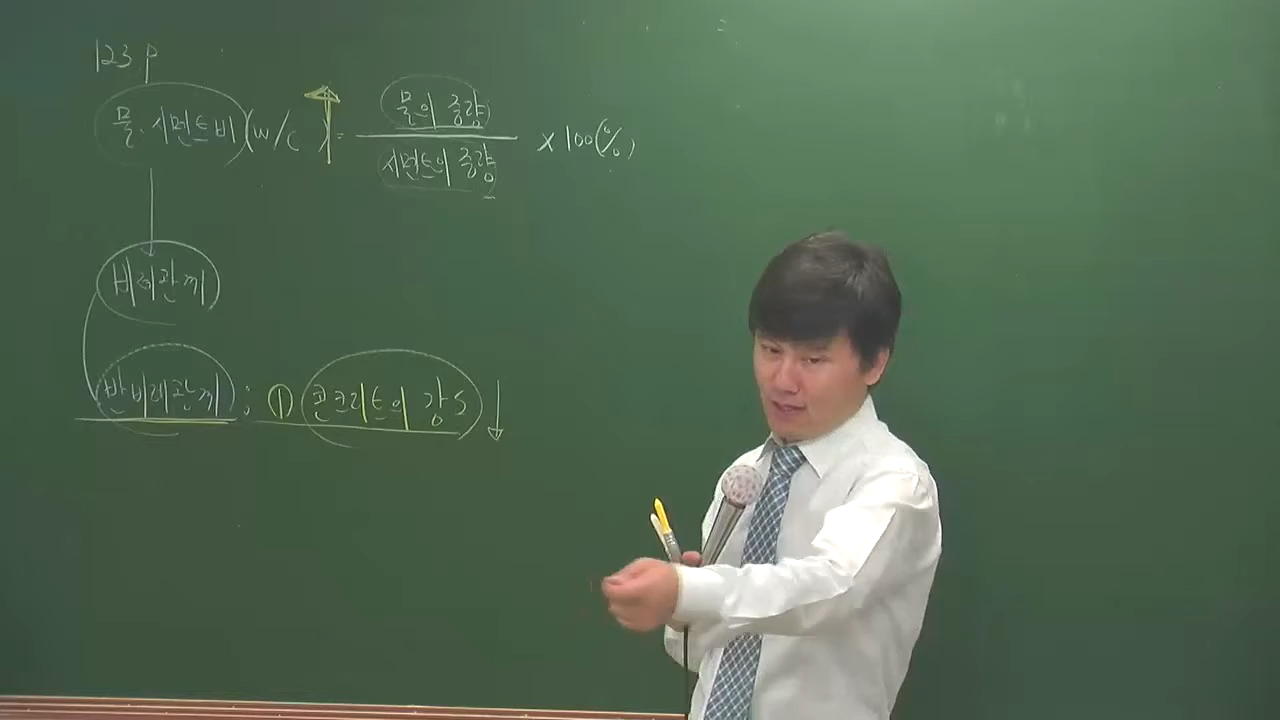 123 P
물의 중량
물·시멘트비(W/C) = ――― × 100(%)
시멘트의 중량
비례관계
반비례관계 : ① 콘크리트의 강도 ↓